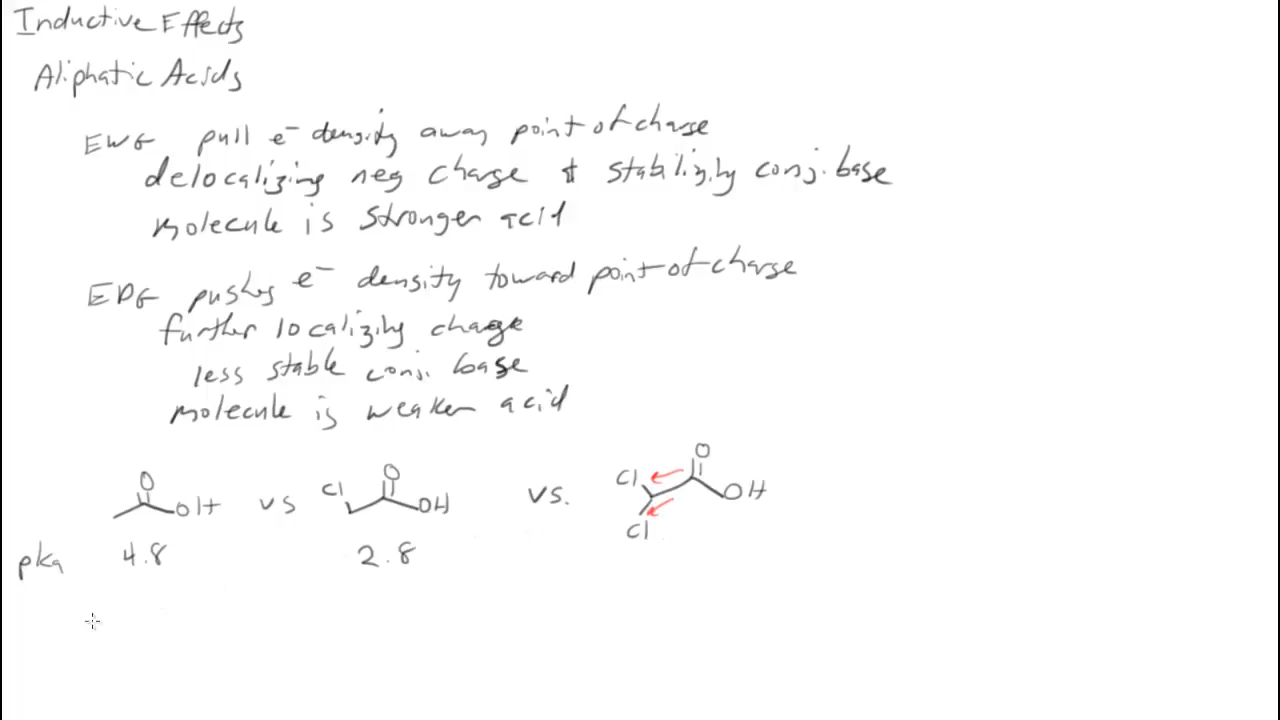 Inductive Effects
Aliphatic Acids
EWG pull e⁻ density away point of charge
delocalizing neg charge & stabilizily conj. base
molecule is stronger acid
EDG pushes e⁻ density toward point of charge
further localizily charge
less stable conj. base
molecule is weaker acid
O OH vs Cl O OH vs. Cl Cl O OH
pka 4.8 2.8